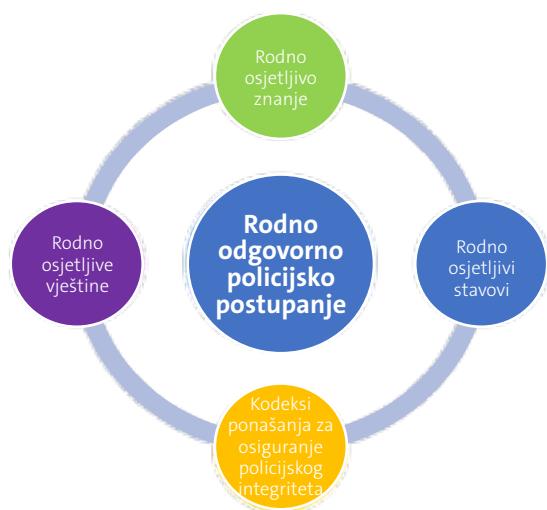 Rodno
osjetljivo
znanje
Rodno
osjetljive
vještine
Rodno
odgovorno
policijsko
postupanje
Rodno
osjetljivi
stavovi
Kodeksi
ponašanja za
osiguranje
policijskog
integriteta